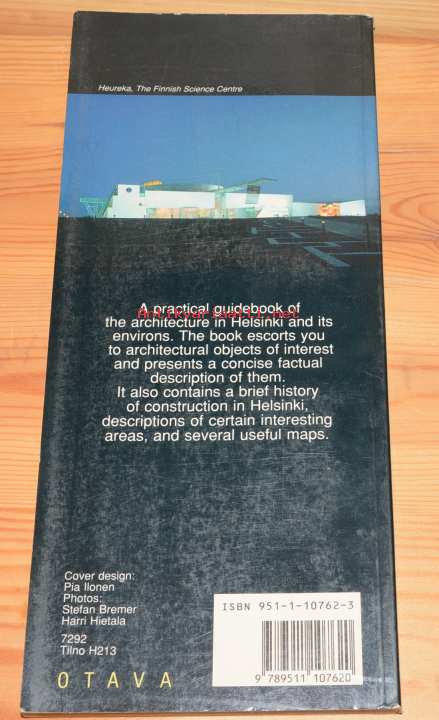 Heureka, The Finnish Science Centre
A practical guidebook of
Antikvariaatti.net
the architecture in Helsinki and its
environs. The book escorts you
to architectural objects of interest
and presents a concise factual
description of them.
It also contains a brief history
of construction in Helsinki,
descriptions of certain interesting
areas, and several useful maps.
Cover design:
Pia Ilonen
Photos:
Stefan Bremer
Harri Hietala
7292
Tilno H213
OTAVA
ISBN 951-1-10762-3
9 789511 107620